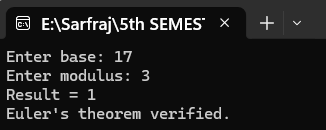 E:\Sarfraj\5th SEMEST
Enter base: 17
Enter modulus: 3
Result = 1
Euler's theorem verified.